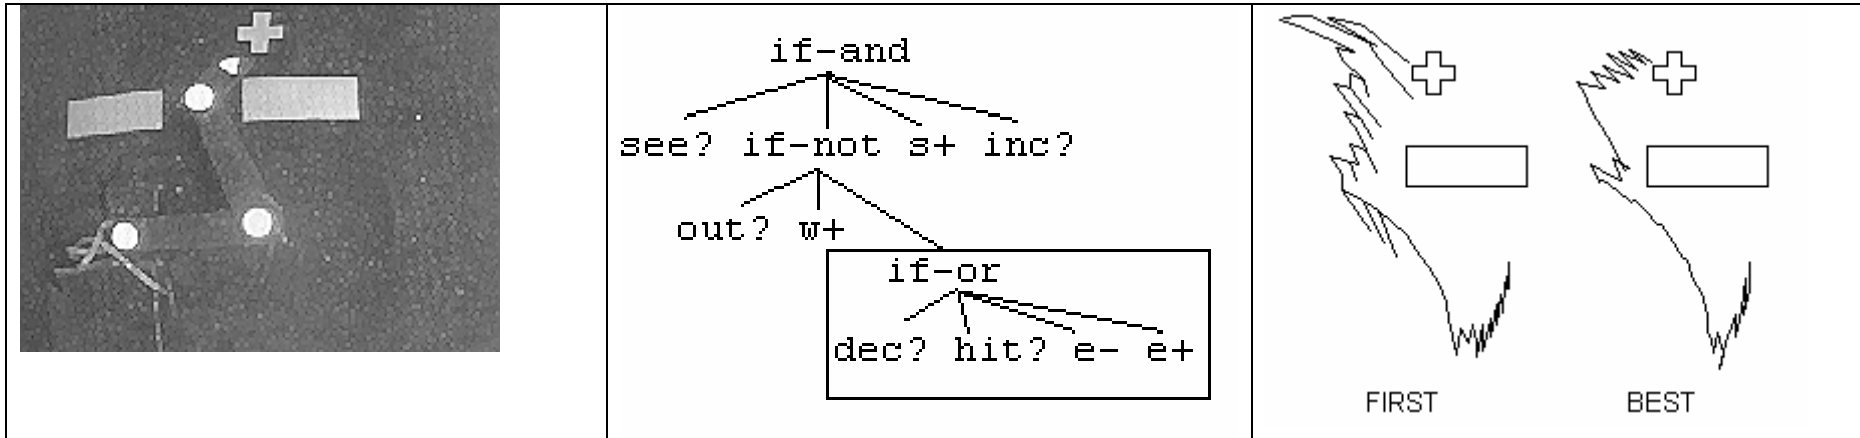 if-and
see? if-not s+ inc?
out? w+
if-or
dec? hit? e- e+
FIRST BEST